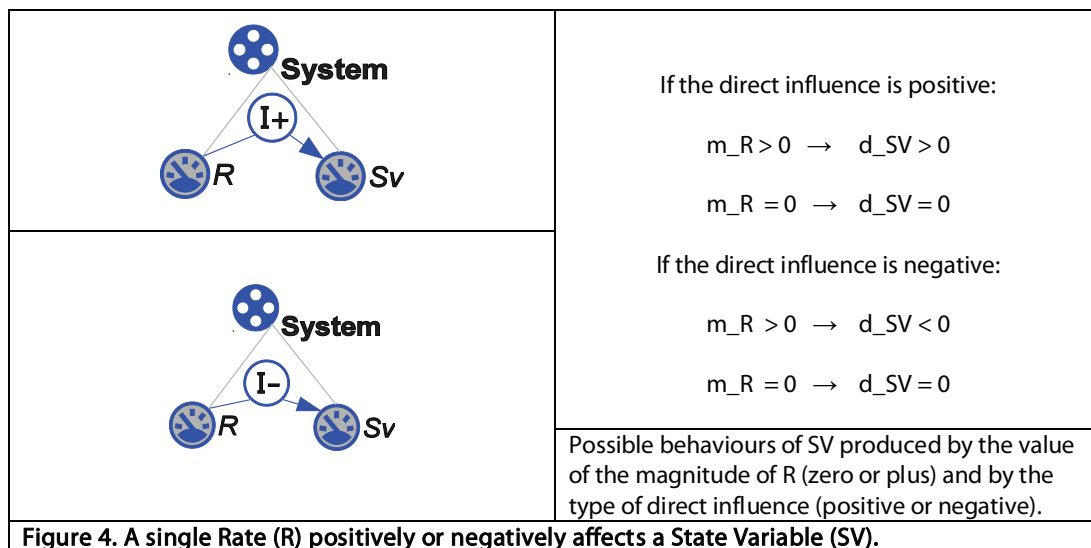 System
I+
R
Sv
System
I−
R
Sv
If the direct influence is positive:
m_R > 0 → d_SV > 0
m_R = 0 → d_SV = 0
If the direct influence is negative:
m_R > 0 → d_SV < 0
m_R = 0 → d_SV = 0
Possible behaviours of SV produced by the value
of the magnitude of R (zero or plus) and by the
type of direct influence (positive or negative).
Figure 4. A single Rate (R) positively or negatively affects a State Variable (SV).